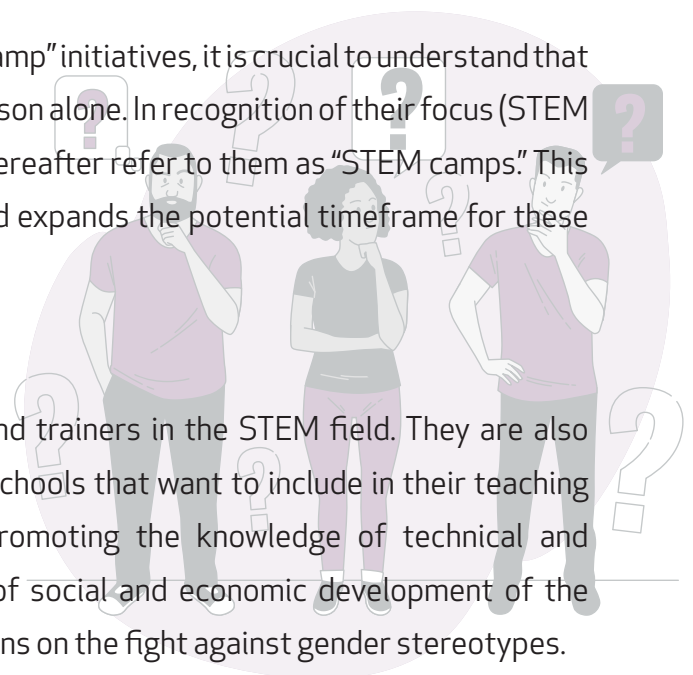 amp” initiatives, it is crucial to understand that
son alone. In recognition of their focus (STEM
ereafter refer to them as “STEM camps.” This
d expands the potential timeframe for these
nd trainers in the STEM field. They are also
chools that want to include in their teaching
romoting the knowledge of technical and
of social and economic development of the
ns on the fight against gender stereotypes.